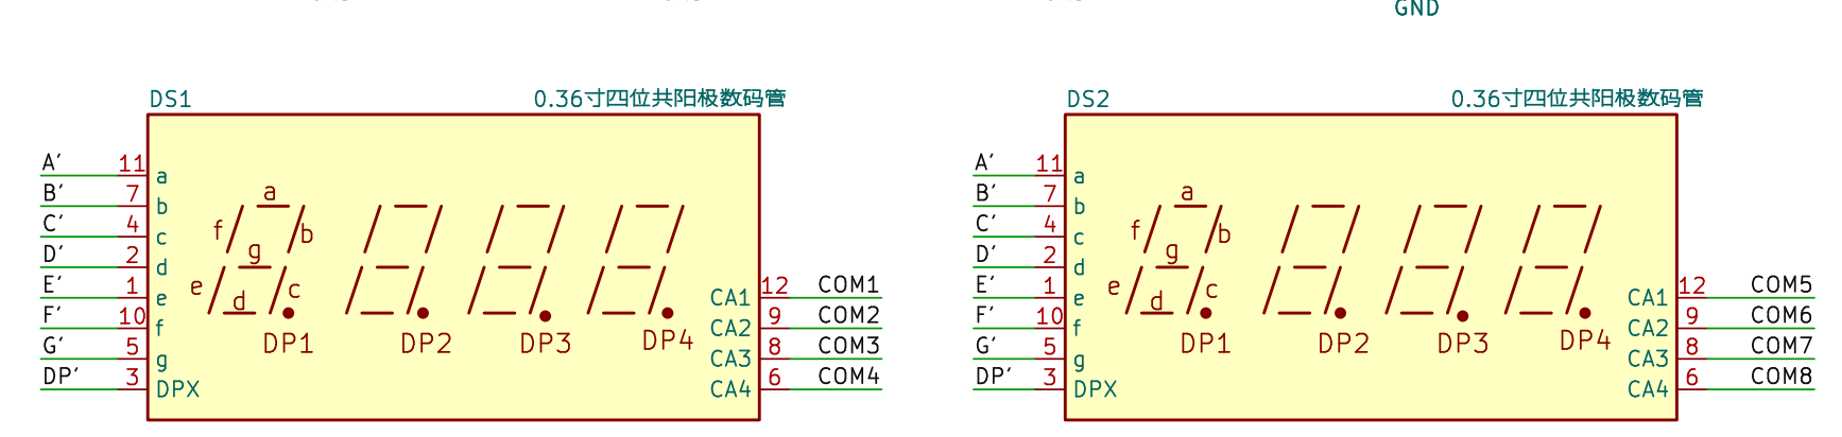 GND
DS1
0.36寸四位共阳极数码管
A'
11
a
B'
7
b
C'
4
c
D'
2
d
E'
1
e
F'
10
f
G'
5
g
DP'
3
DPX
a
f
b
g
e
c
d
DP1
DP2
DP3
DP4
CA1
12
COM1
CA2
9
COM2
CA3
8
COM3
CA4
6
COM4
DS2
0.36寸四位共阳极数码管
A'
11
a
B'
7
b
C'
4
c
D'
2
d
E'
1
e
F'
10
f
G'
5
g
DP'
3
DPX
a
f
b
g
e
c
d
DP1
DP2
DP3
DP4
CA1
12
COM5
CA2
9
COM6
CA3
8
COM7
CA4
6
COM8